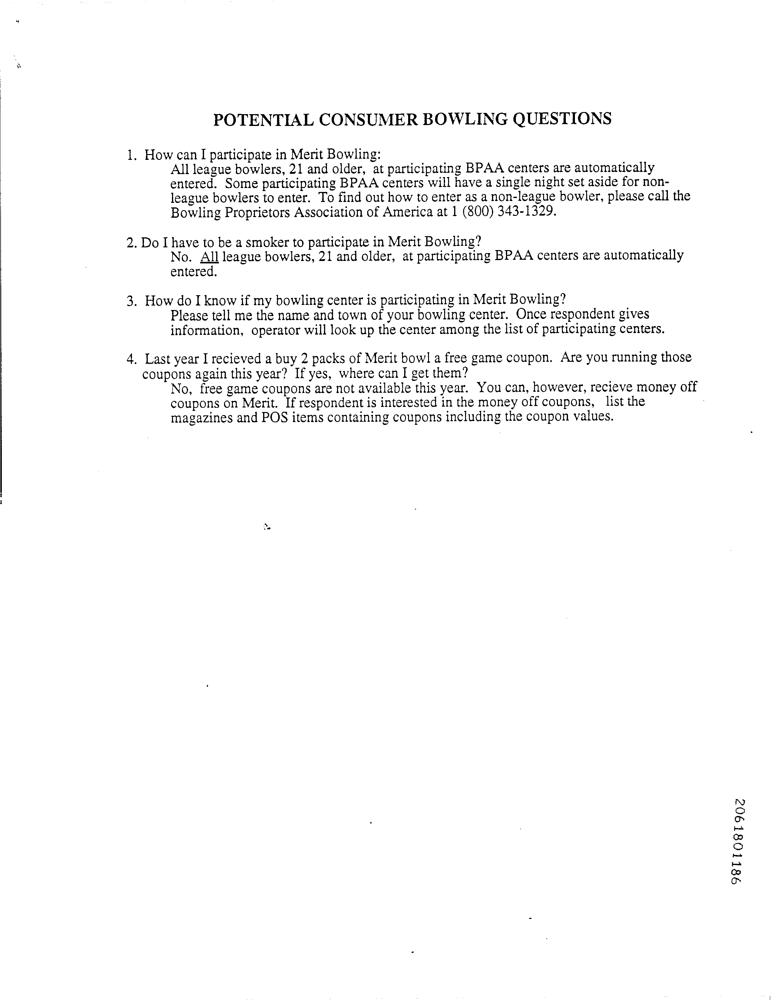 POTENTIAL CONSUMER BOWLING QUESTIONS
1. How can I participate in Merit Bowling:
All league bowlers, 21 and older, at participating BPAA centers are automatically
entered. Some participating BPAA centers will have a single night set aside for non-
league bowlers to enter. To find out how to enter as a non-league bowler, please call the
Bowling Proprietors Association of America at 1 (800) 343-1329.
2. Do I have to be a smoker to participate in Merit Bowling?
No. All league bowlers, 21 and older, at participating BPAA centers are automatically
entered.
3. How do I know if my bowling center is participating in Merit Bowling?
Please tell me the name and town of your bowling center. Once respondent gives
information, operator will look up the center among the list of participating centers.
4. Last year I recieved a buy 2 packs of Merit bowl a free game coupon. Are you running those
coupons again this year? If yes, where can I get them?
No, free game coupons are not available this year. You can, however, recieve money off
coupons on Merit. If respondent is interested in the money off coupons, list the
magazines and POS items containing coupons including the coupon values.
2061801186